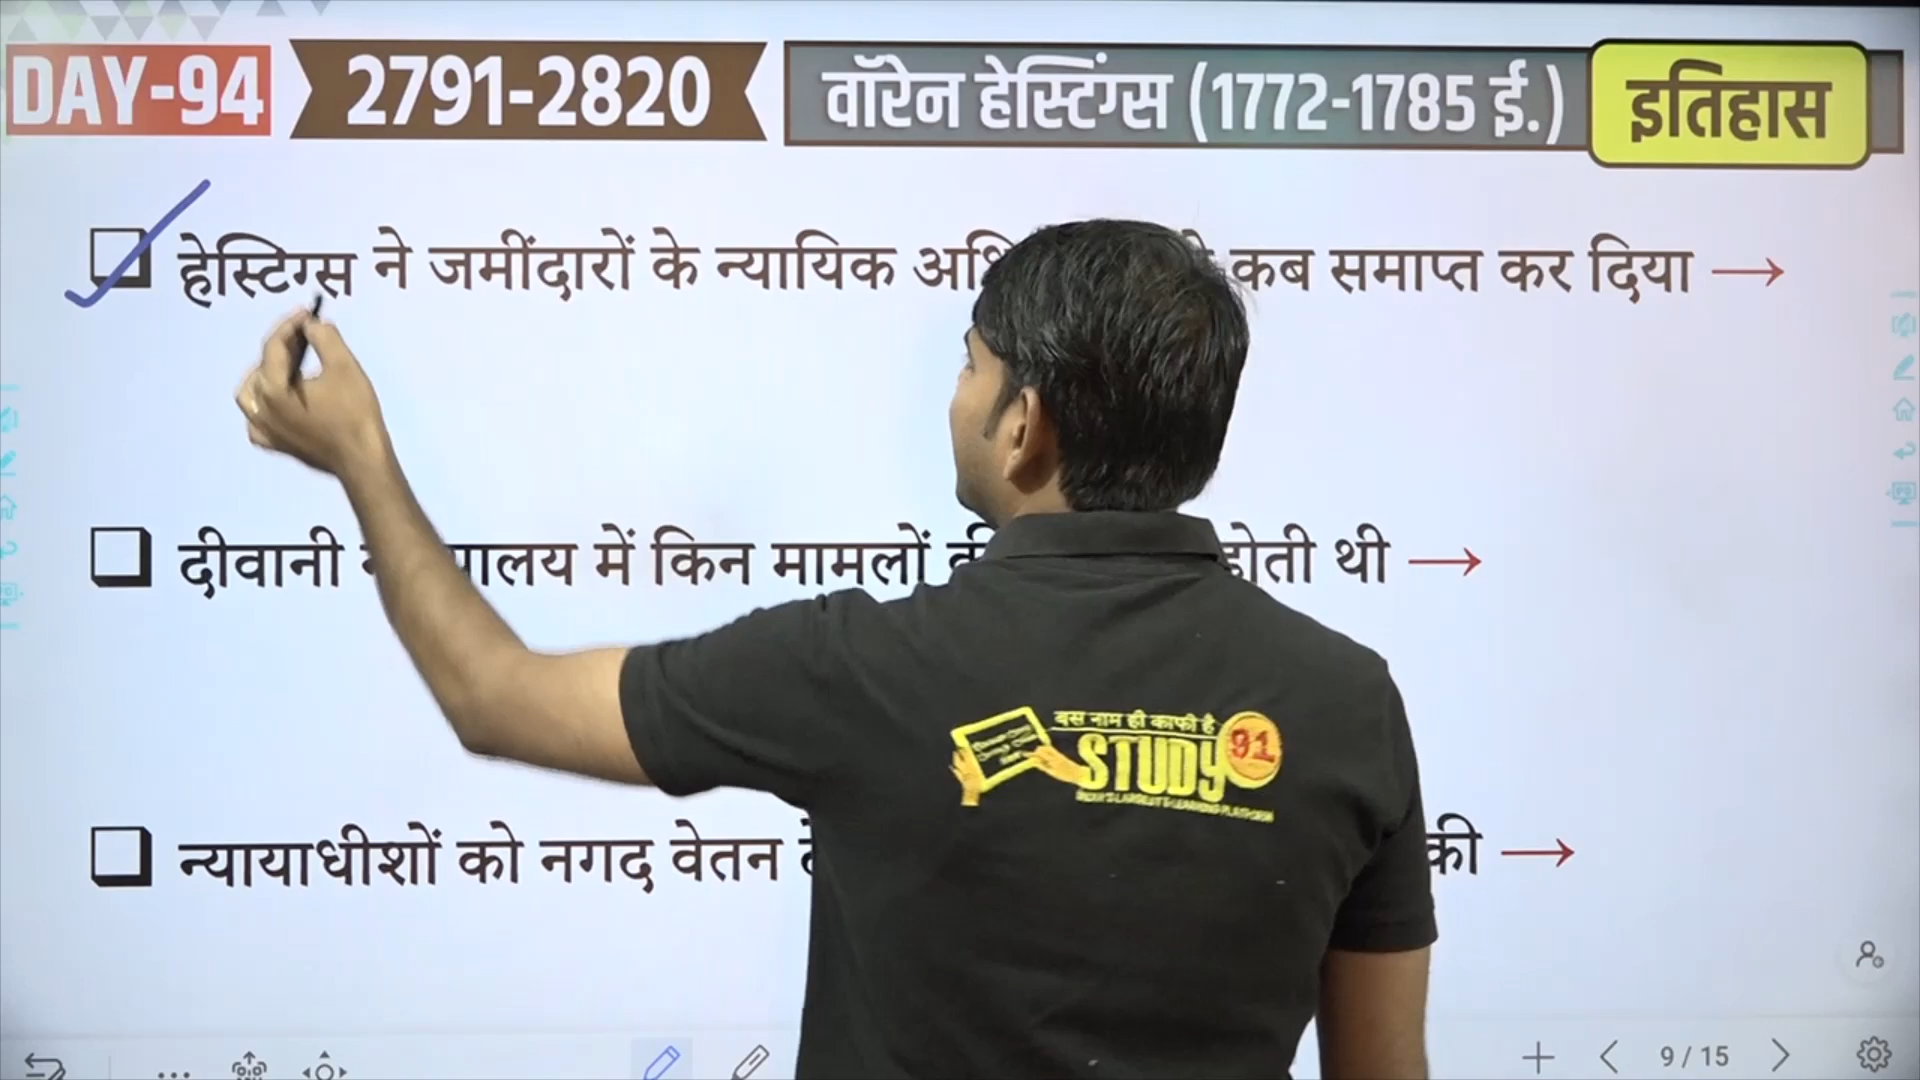 DAY-94 2791-2820 वॉरेन हेस्टिंग्स (1772-1785 ई.) इतिहास
हेस्टिग्स ने जमींदारों के न्यायिक कब समाप्त कर दिया →
दीवानी में किन मामलों होती थी →
न्यायाधीशों को नगद वेतन की →
बस नाम ही काफी है
STUDY 91
9 / 15